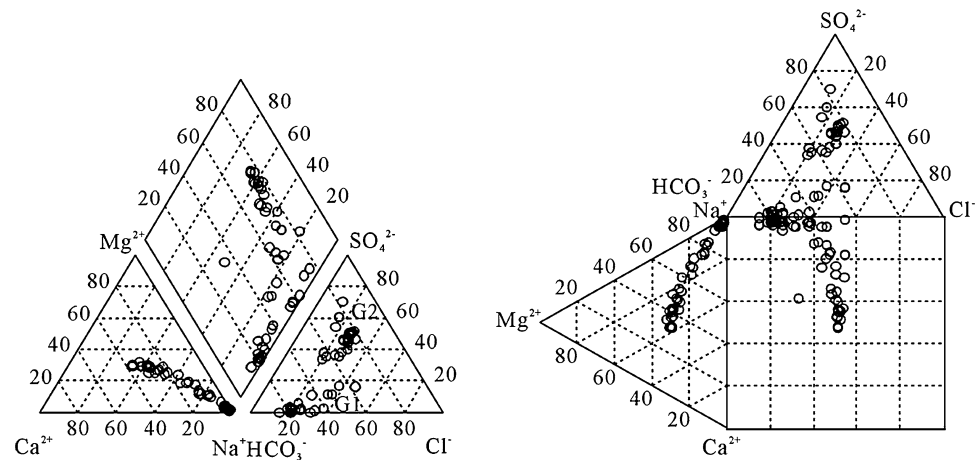 80 80
60 60
40 40
20 20
Mg²⁺ SO₄²⁻
80 80
60 60
40 40
20 20
G2
G1
80 60 40 20
20 40 60 80
Ca²⁺ Na⁺ HCO₃⁻ Cl⁻
SO₄²⁻
80 20
60 40
40 60
20 80
HCO₃⁻
Na⁺ Cl⁻
20 80
40 60
60 40
80 20
Mg²⁺
Ca²⁺